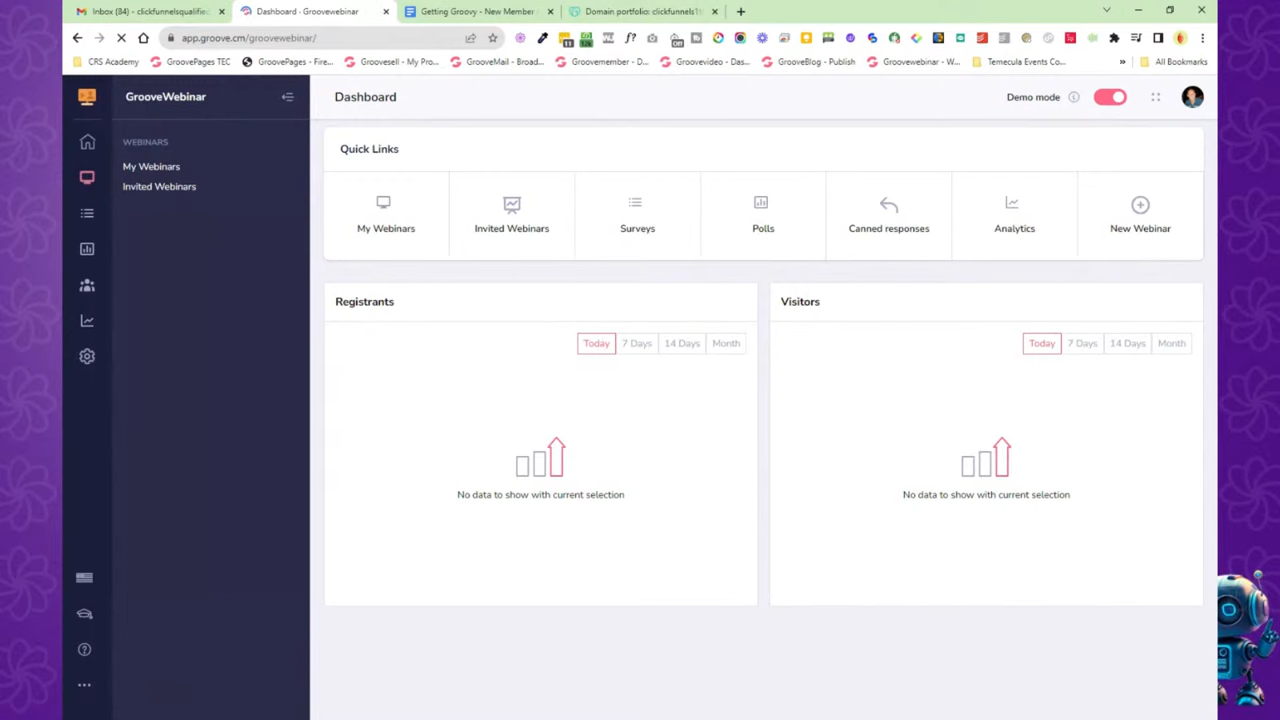 Inbox (84) - clickfunnelsqualified
Dashboard - Groovewebinar
Getting Groovy - New Member
Domain portfolio: clickfunnels1
app.groove.cm/groovewebinar/
CRS Academy
GroovePages TEC
GroovePages - Fire...
Groovesell - My Pro...
GrooveMail - Broad...
Groovemember - D...
Groovevideo - Das...
GrooveBlog - Publish
Groovewebinar - W...
Temecula Events Co...
»
All Bookmarks
GrooveWebinar
Dashboard
Demo mode
WEBINARS
My Webinars
Invited Webinars
Quick Links
My Webinars
Invited Webinars
Surveys
Polls
Canned responses
Analytics
New Webinar
Registrants
Visitors
Today 7 Days 14 Days Month
Today 7 Days 14 Days Month
No data to show with current selection
No data to show with current selection